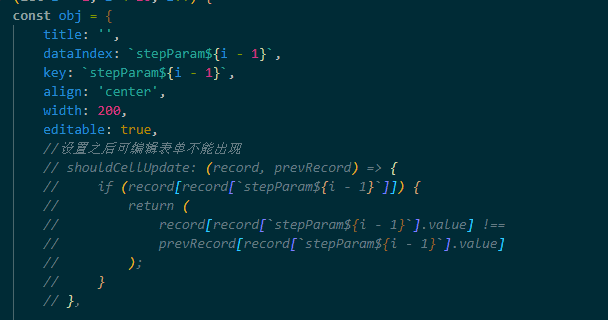 const obj = {
title: '',
dataIndex: `stepParam${i - 1}`,
key: `stepParam${i - 1}`,
align: 'center',
width: 200,
editable: true,
//设置之后可编辑表单不能出现
// shouldCellUpdate: (record, prevRecord) => {
//     if (record[record[`stepParam${i - 1}`]]) {
//         return (
//             record[record[`stepParam${i - 1}`].value] !==
//             prevRecord[record[`stepParam${i - 1}`].value]
//         );
//     }
// },